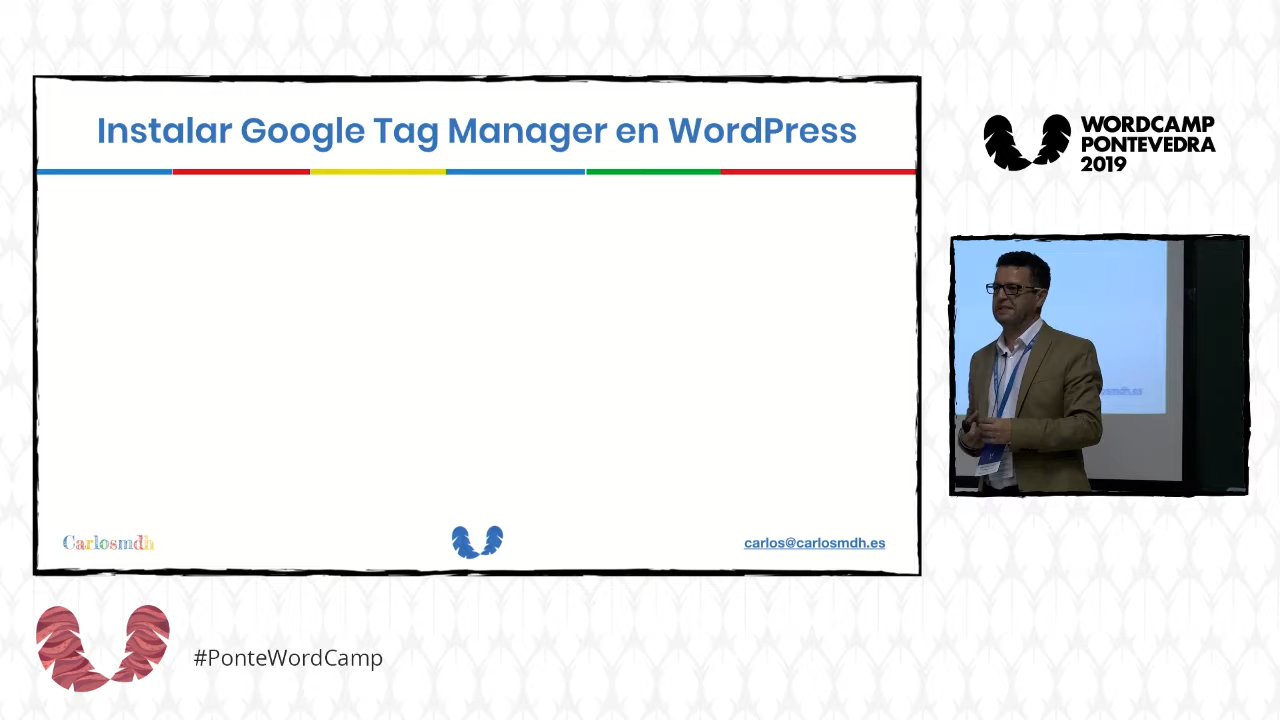 Instalar Google Tag Manager en WordPress
WORDCAMP
PONTEVEDRA
2019
Carlosmdh
carlos@carlosmdh.es
#PonteWordCamp